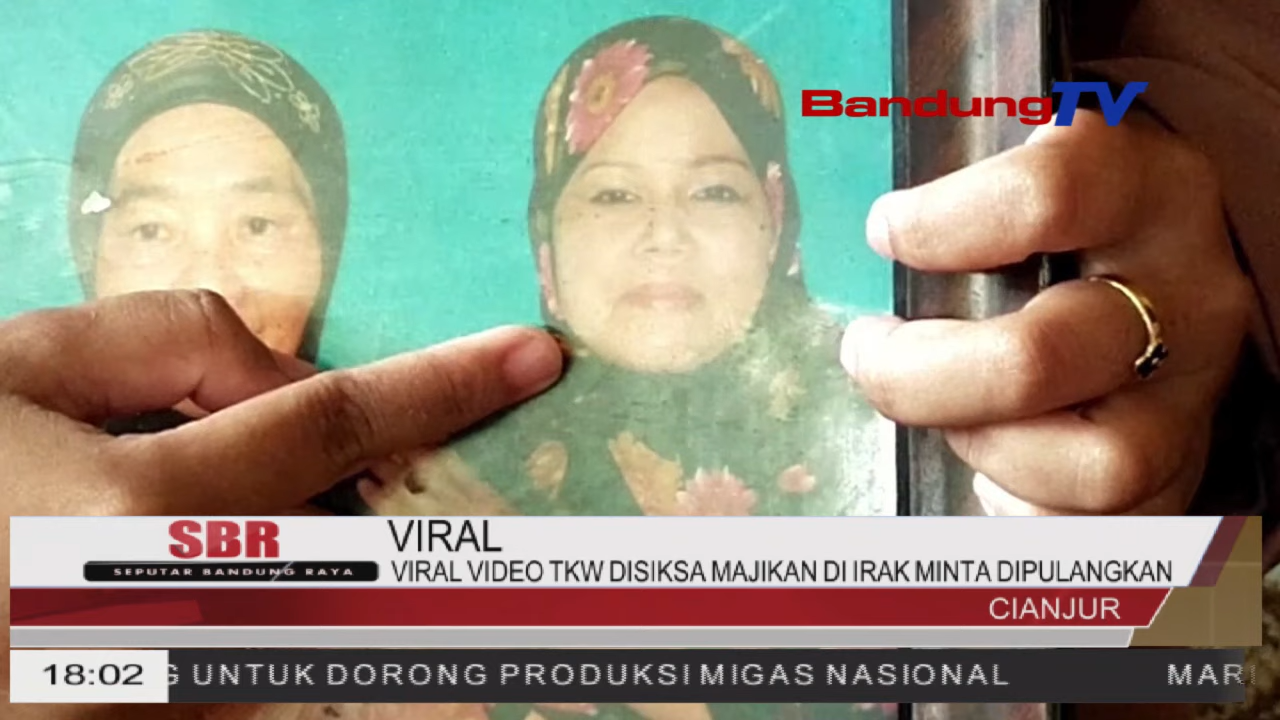 BandungTV
SBR
SEPUTAR BANDUNG RAYA
VIRAL
VIRAL VIDEO TKW DISIKSA MAJIKAN DI IRAK MINTA DIPULANGKAN
CIANJUR
18:02
UNTUK DORONG PRODUKSI MIGAS NASIONAL